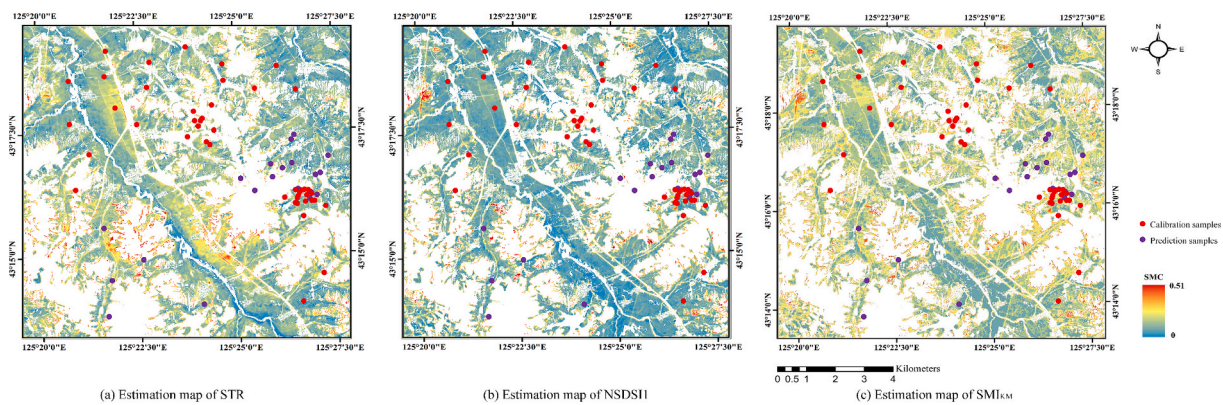 125°20'0"E 125°22'30"E 125°25'0"E 125°27'30"E
125°20'0"E 125°22'30"E 125°25'0"E 125°27'30"E
125°20'0"E 125°22'30"E 125°25'0"E 125°27'30"E
N
W E
S
43°17'30"N
43°15'0"N
43°17'30"N
43°15'0"N
43°17'30"N
43°15'0"N
43°18'0"N
43°16'0"N
43°14'0"N
43°18'0"N
43°16'0"N
43°14'0"N
Calibration samples
Prediction samples
SMC
0.51
0
125°20'0"E 125°22'30"E 125°25'0"E 125°27'30"E
125°20'0"E 125°22'30"E 125°25'0"E 125°27'30"E
125°20'0"E 125°22'30"E 125°25'0"E 125°27'30"E
0 0.5 1 2 3 4 Kilometers
(a) Estimation map of STR
(b) Estimation map of NSDSI1
(c) Estimation map of SMIKM